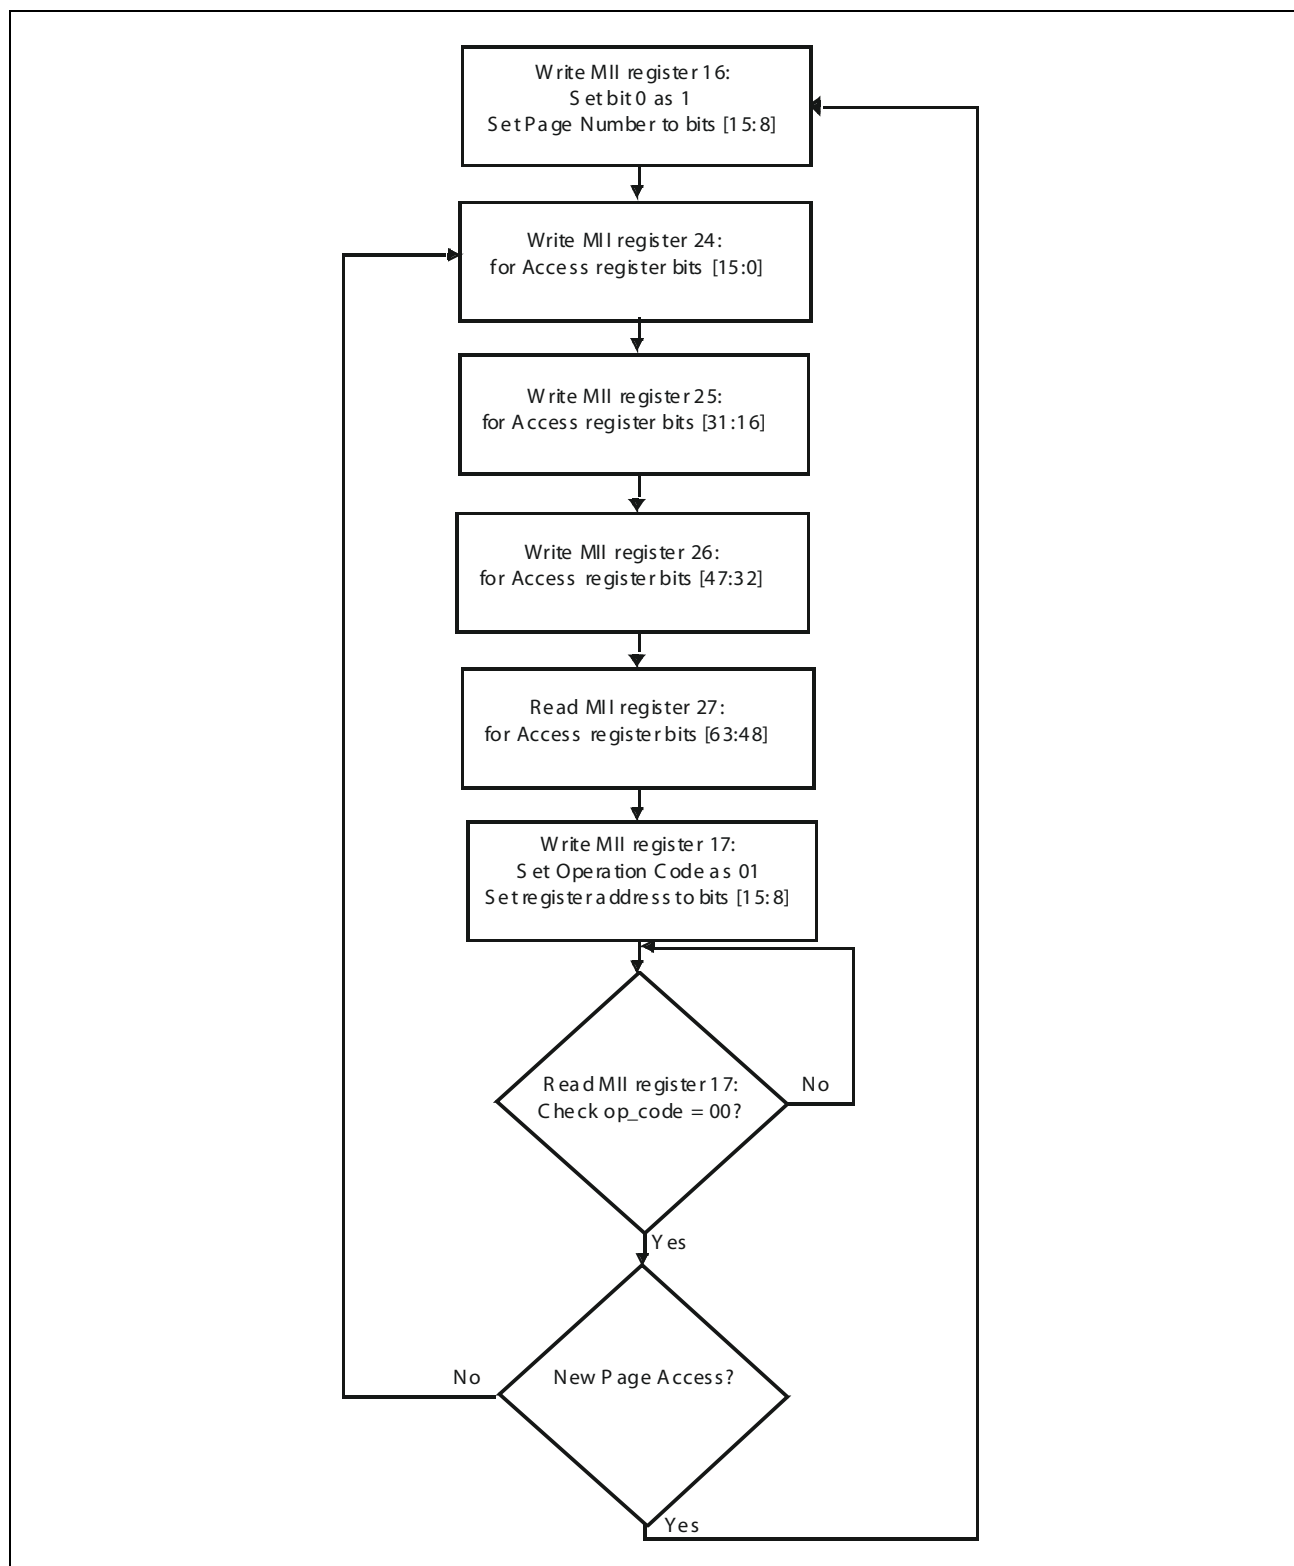 Write MII register 16:
Set bit 0 as 1
Set Page Number to bits [15:8]
Write MII register 24:
for Access register bits [15:0]
Write MII register 25:
for Access register bits [31:16]
Write MII register 26:
for Access register bits [47:32]
Read MII register 27:
for Access register bits [63:48]
Write MII register 17:
Set Operation Code as 01
Set register address to bits [15:8]
Read MII register 17:
Check op_code = 00?
No
Yes
New Page Access?
No
Yes